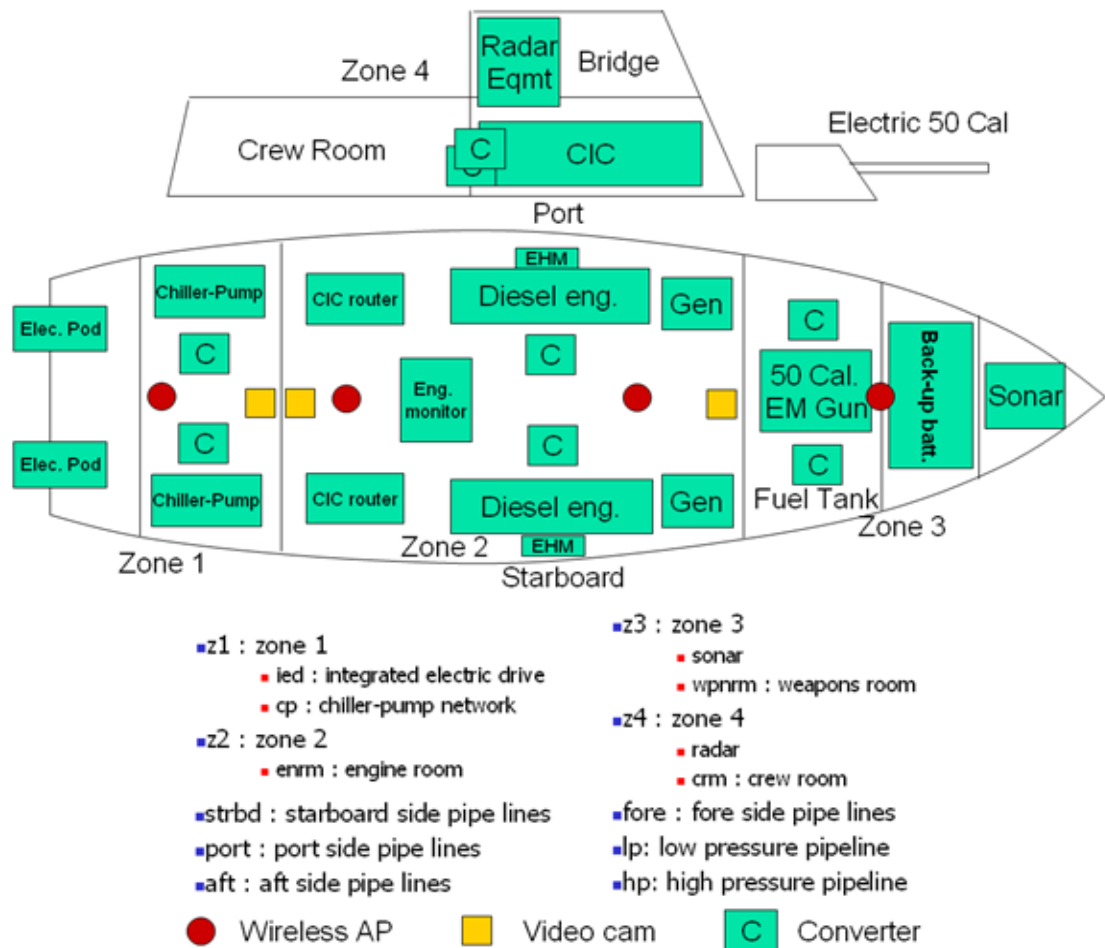 Radar
Eqmt
Bridge
Zone 4
Crew Room
C
CIC
Electric 50 Cal
Port
EHM
Chiller-Pump
CIC router
Diesel eng.
Gen
Elec. Pod
C
C
C
Eng.
monitor
50 Cal.
EM Gun
Back-up batt.
Sonar
C
C
C
Elec. Pod
Chiller-Pump
CIC router
Diesel eng.
Gen
Fuel Tank
Zone 3
Zone 1
Zone 2
EHM
Starboard
z1 : zone 1
ied : integrated electric drive
cp : chiller-pump network
z2 : zone 2
enrm : engine room
strbd : starboard side pipe lines
port : port side pipe lines
aft : aft side pipe lines
z3 : zone 3
sonar
wpnrm : weapons room
z4 : zone 4
radar
crm : crew room
fore : fore side pipe lines
lp: low pressure pipeline
hp: high pressure pipeline
Wireless AP
Video cam
C Converter